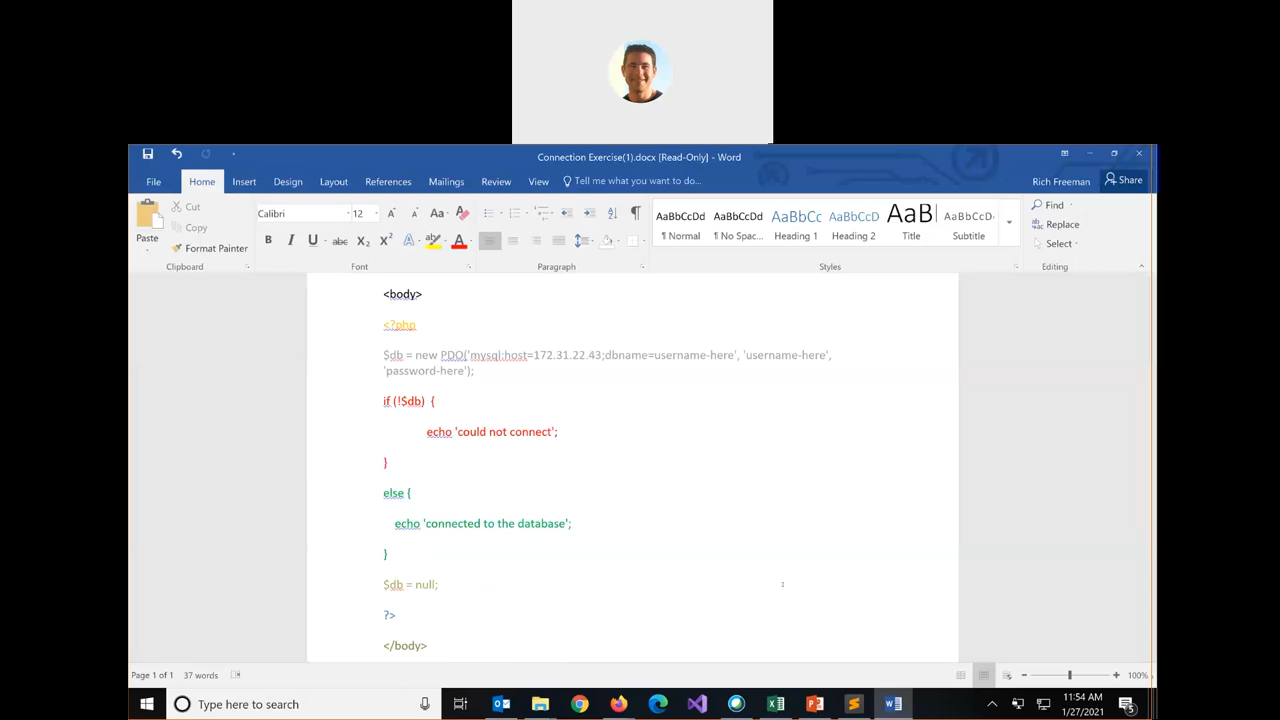 Connection Exercise(1).docx [Read-Only] - Word
File Home Insert Design Layout References Mailings Review View Tell me what you want to do... Rich Freeman Share
Paste Cut Copy Format Painter
Clipboard
Calibri 12 Aa
B I U abc X₂ X² A A
Font
Paragraph
AaBbCcDd AaBbCcDd AaBbCc AaBbCcD AaB AaBbCcD
¶ Normal ¶ No Spac... Heading 1 Heading 2 Title Subtitle
Styles
Find
Replace
Select
Editing
<body>
<?php
$db = new PDO('mysql:host=172.31.22.43;dbname=username-here', 'username-here',
'password-here');
if (!$db) {
echo 'could not connect';
}
else {
echo 'connected to the database';
}
$db = null;
?>
</body>
Page 1 of 1 37 words 100%
Type here to search
11:54 AM
1/27/2021
5